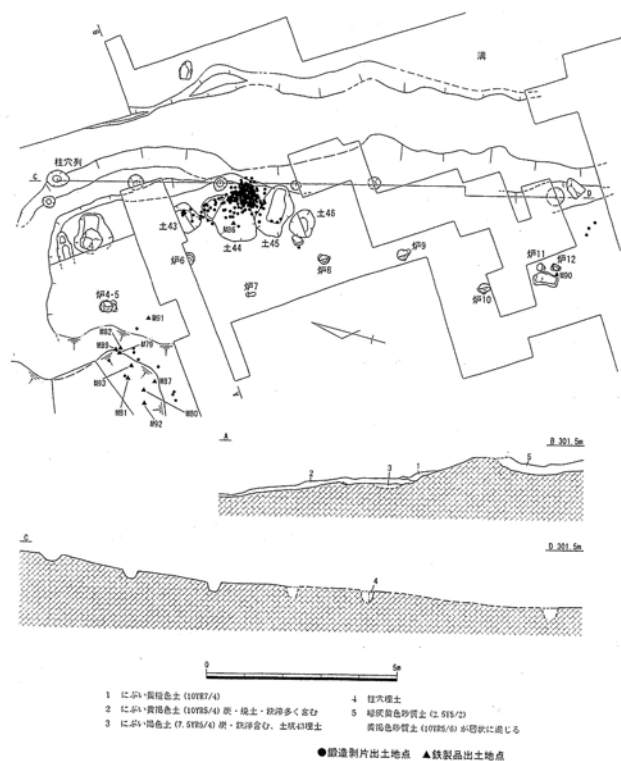 溝
柱穴列
C
D
土43
土44
M86
土45
土46
炉6
炉7
炉8
炉9
炉10
炉11
炉12
M90
炉4・5
M91
M82
M79
M93
M87
M81
M80
M92
A
B 301.5m
1
2
3
5
C
D 301.5m
4
0
5m
1 にぶい黄橙色土 (10YR7/4)
2 にぶい黄褐色土 (10YR5/4) 炭・焼土・鉄滓多く含む
3 にぶい褐色土 (7.5YR5/4) 炭・鉄滓含む、土坑43埋土
4 柱穴埋土
5 暗灰黄色砂質土 (2.5Y5/2)
黄褐色砂質土 (10YR5/6) が層状に混じる
●鍛造剥片出土地点 ▲鉄製品出土地点